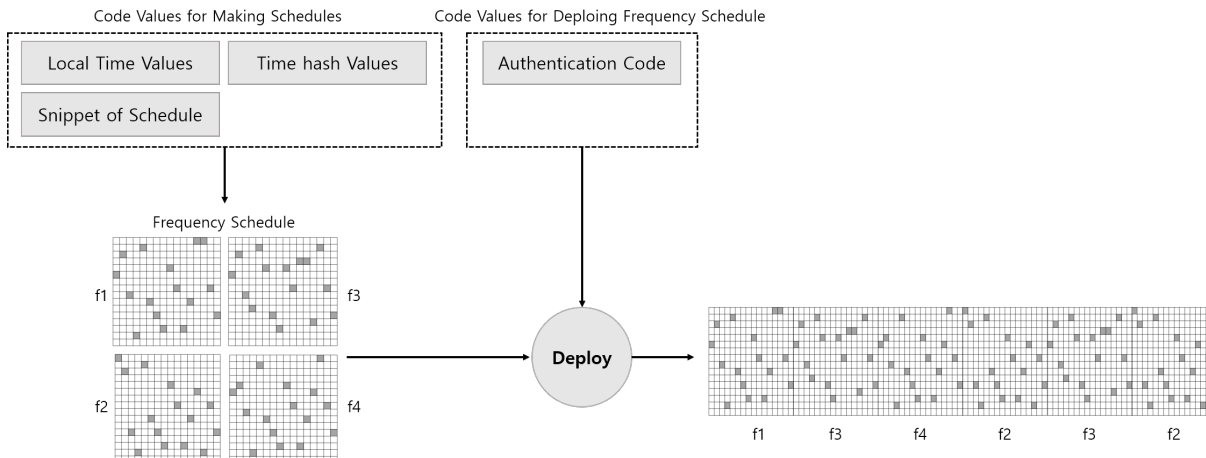 Code Values for Making Schedules
Code Values for Deploing Frequency Schedule
Local Time Values
Time hash Values
Authentication Code
Snippet of Schedule
Frequency Schedule
f1
f3
f2
f4
Deploy
f1
f3
f4
f2
f3
f2